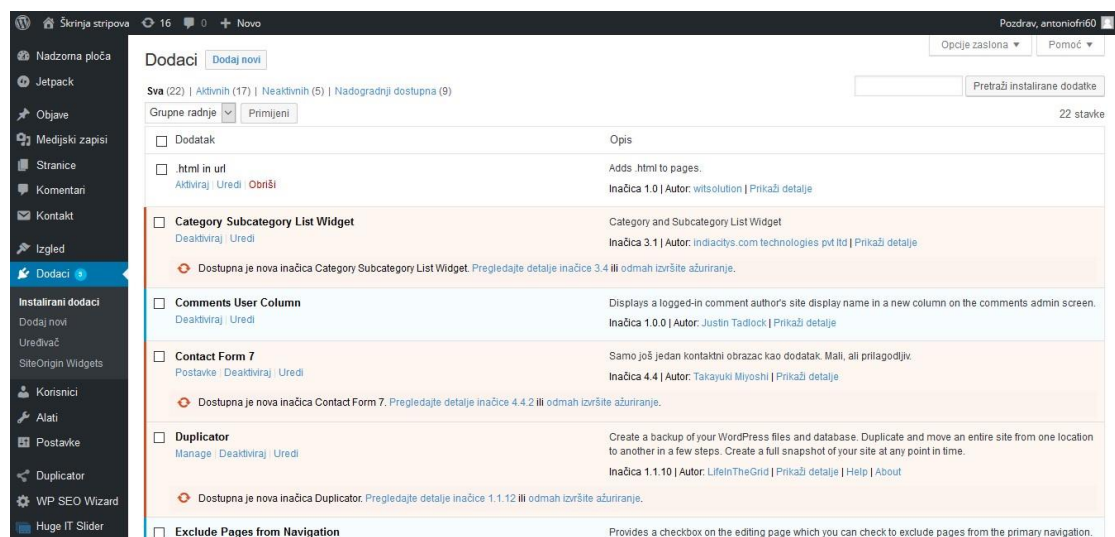 Škrinja stripova 16 0 + Novo Pozdrav, antoniofri60
Nadzorna ploča
Jetpack
Objave
Medijski zapisi
Stranice
Komentari
Kontakt
Izgled
Dodaci
Instalirani dodaci
Dodaj novi
Uređivač
SiteOrigin Widgets
Korisnici
Alati
Postavke
Duplicator
WP SEO Wizard
Huge IT Slider
Opcije zaslona Pomoć
Dodaci Dodaj novi
Sva (22) | Aktivnih (17) | Neaktivnih (5) | Nadogradnji dostupna (9)
Pretraži instalirane dodatke
Grupne radnje Primijeni 22 stavke
Dodatak Opis
.html in url Adds .html to pages.
Aktiviraj | Uredi | Obriši Inačica 1.0 | Autor: witsolution | Prikaži detalje
Category Subcategory List Widget Category and Subcategory List Widget
Deaktiviraj | Uredi Inačica 3.1 | Autor: indiacitys.com technologies pvt ltd | Prikaži detalje
Dostupna je nova inačica Category Subcategory List Widget. Pregledajte detalje inačice 3.4 ili odmah izvršite ažuriranje.
Comments User Column Displays a logged-in comment author's site display name in a new column on the comments admin screen.
Deaktiviraj | Uredi Inačica 1.0.0 | Autor: Justin Tadlock | Prikaži detalje
Contact Form 7 Samo još jedan kontaktni obrazac kao dodatak. Mali, ali prilagodljiv.
Postavke | Deaktiviraj | Uredi Inačica 4.4 | Autor: Takayuki Miyoshi | Prikaži detalje
Dostupna je nova inačica Contact Form 7. Pregledajte detalje inačice 4.4.2 ili odmah izvršite ažuriranje.
Duplicator Create a backup of your WordPress files and database. Duplicate and move an entire site from one location
Manage | Deaktiviraj | Uredi to another in a few steps. Create a full snapshot of your site at any point in time.
Inačica 1.1.10 | Autor: LifeInTheGrid | Prikaži detalje | Help | About
Dostupna je nova inačica Duplicator. Pregledajte detalje inačice 1.1.12 ili odmah izvršite ažuriranje.
Exclude Pages from Navigation Provides a checkbox on the editing page which you can check to exclude pages from the primary navigation.